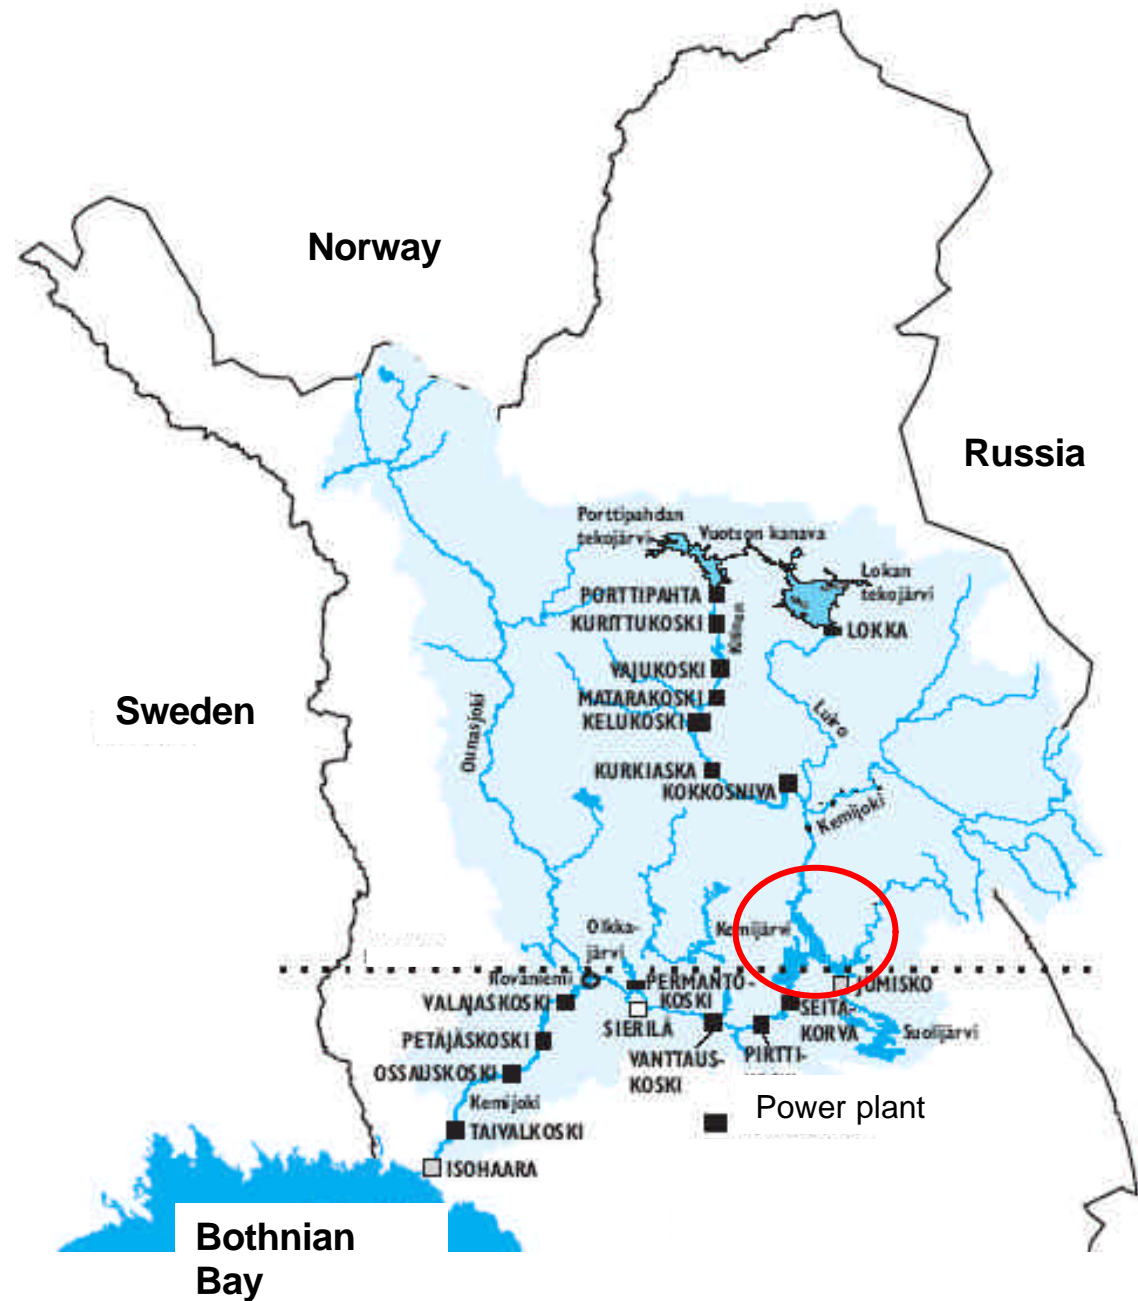 Norway
Russia
Sweden
Porttipahdan
tekojärvi
Vuotson kanava
Lokan
tekojärvi
PORTTIPAHTA
KURITTUKOSKI
Kitinen
LOKKA
VAJUKOSKI
MATARAKOSKI
KELUKOSKI
Luiro
Ounasjoki
KURKIASKA
KOKKOSNIVA
Kemijoki
Olkka-
järvi
Kemijärvi
Rovaniemi
PERMANTO-
KOSKI
JUMISKO
VALAJASKOSKI
SIERILÄ
SEITA-
KORVA
Suolijärvi
PETÄJÄSKOSKI
VANTTAUS-
KOSKI
PIRTTI-
OSSAUSKOSKI
Kemijoki
TAIVALKOSKI
ISOHAARA
Power plant
Bothnian
Bay